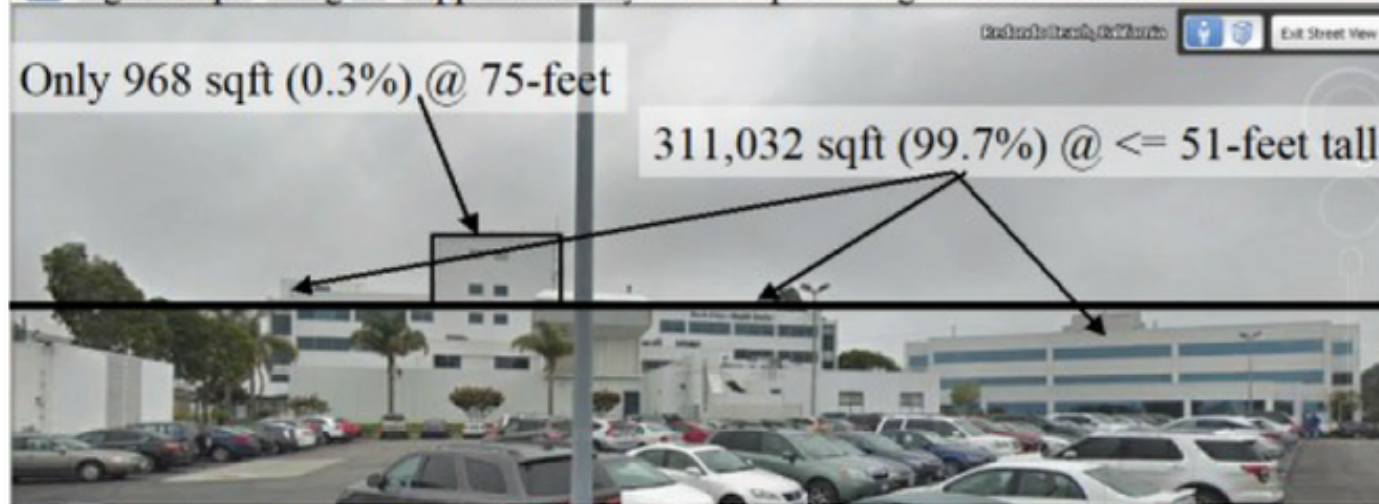 Redondo Beach, California
Exit Street View
Only 968 sqft (0.3%) @ 75-feet
311,032 sqft (99.7%) @ <= 51-feet tall